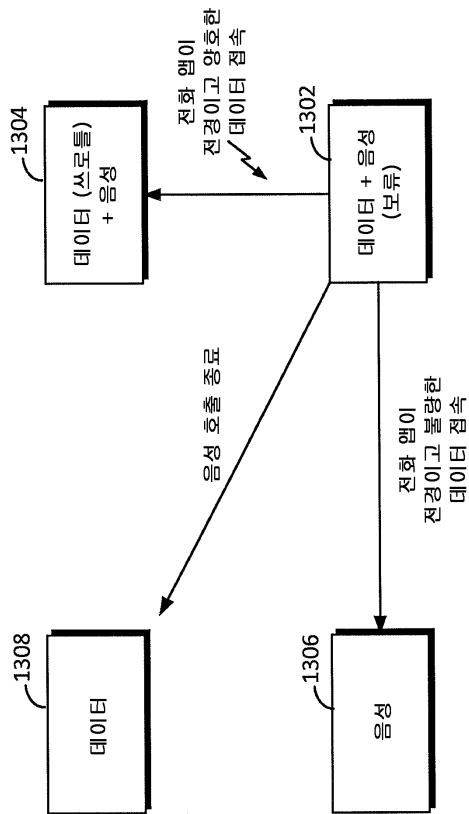 1308
데이터
음성 호출 종료
1304
데이터 (쓰로틀)
+ 음성
전화 앱이
전경이고 양호한
데이터 접속
1306
음성
전화 앱이
전경이고 불량한
데이터 접속
1302
데이터 + 음성
(보류)